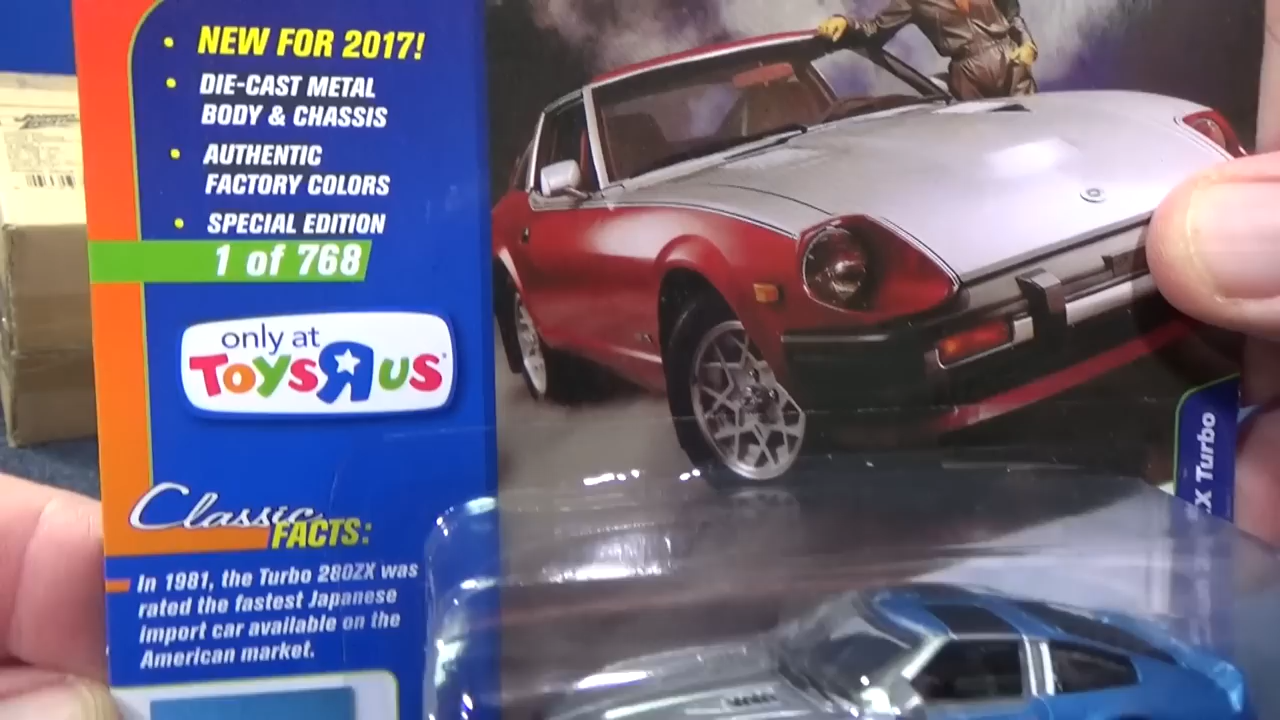 • NEW FOR 2017!
• DIE-CAST METAL
BODY & CHASSIS
• AUTHENTIC
FACTORY COLORS
• SPECIAL EDITION
1 of 768
only at
TOYSRUS
Classic
FACTS:
In 1981, the Turbo 280ZX was
rated the fastest Japanese
import car available on the
American market.
X Turbo